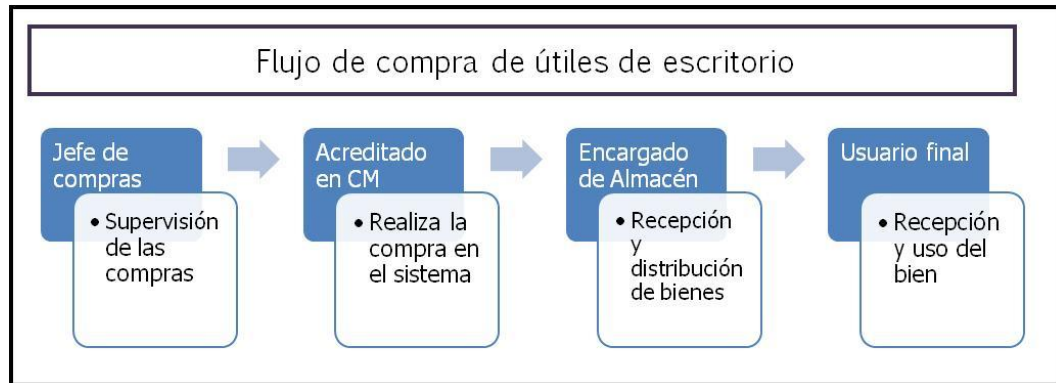 Flujo de compra de útiles de escritorio
Jefe de
compras
• Supervisión
de las
compras
Acreditado
en CM
• Realiza la
compra en
el sistema
Encargado
de Almacén
• Recepción
y
distribución
de bienes
Usuario final
• Recepción
y uso del
bien